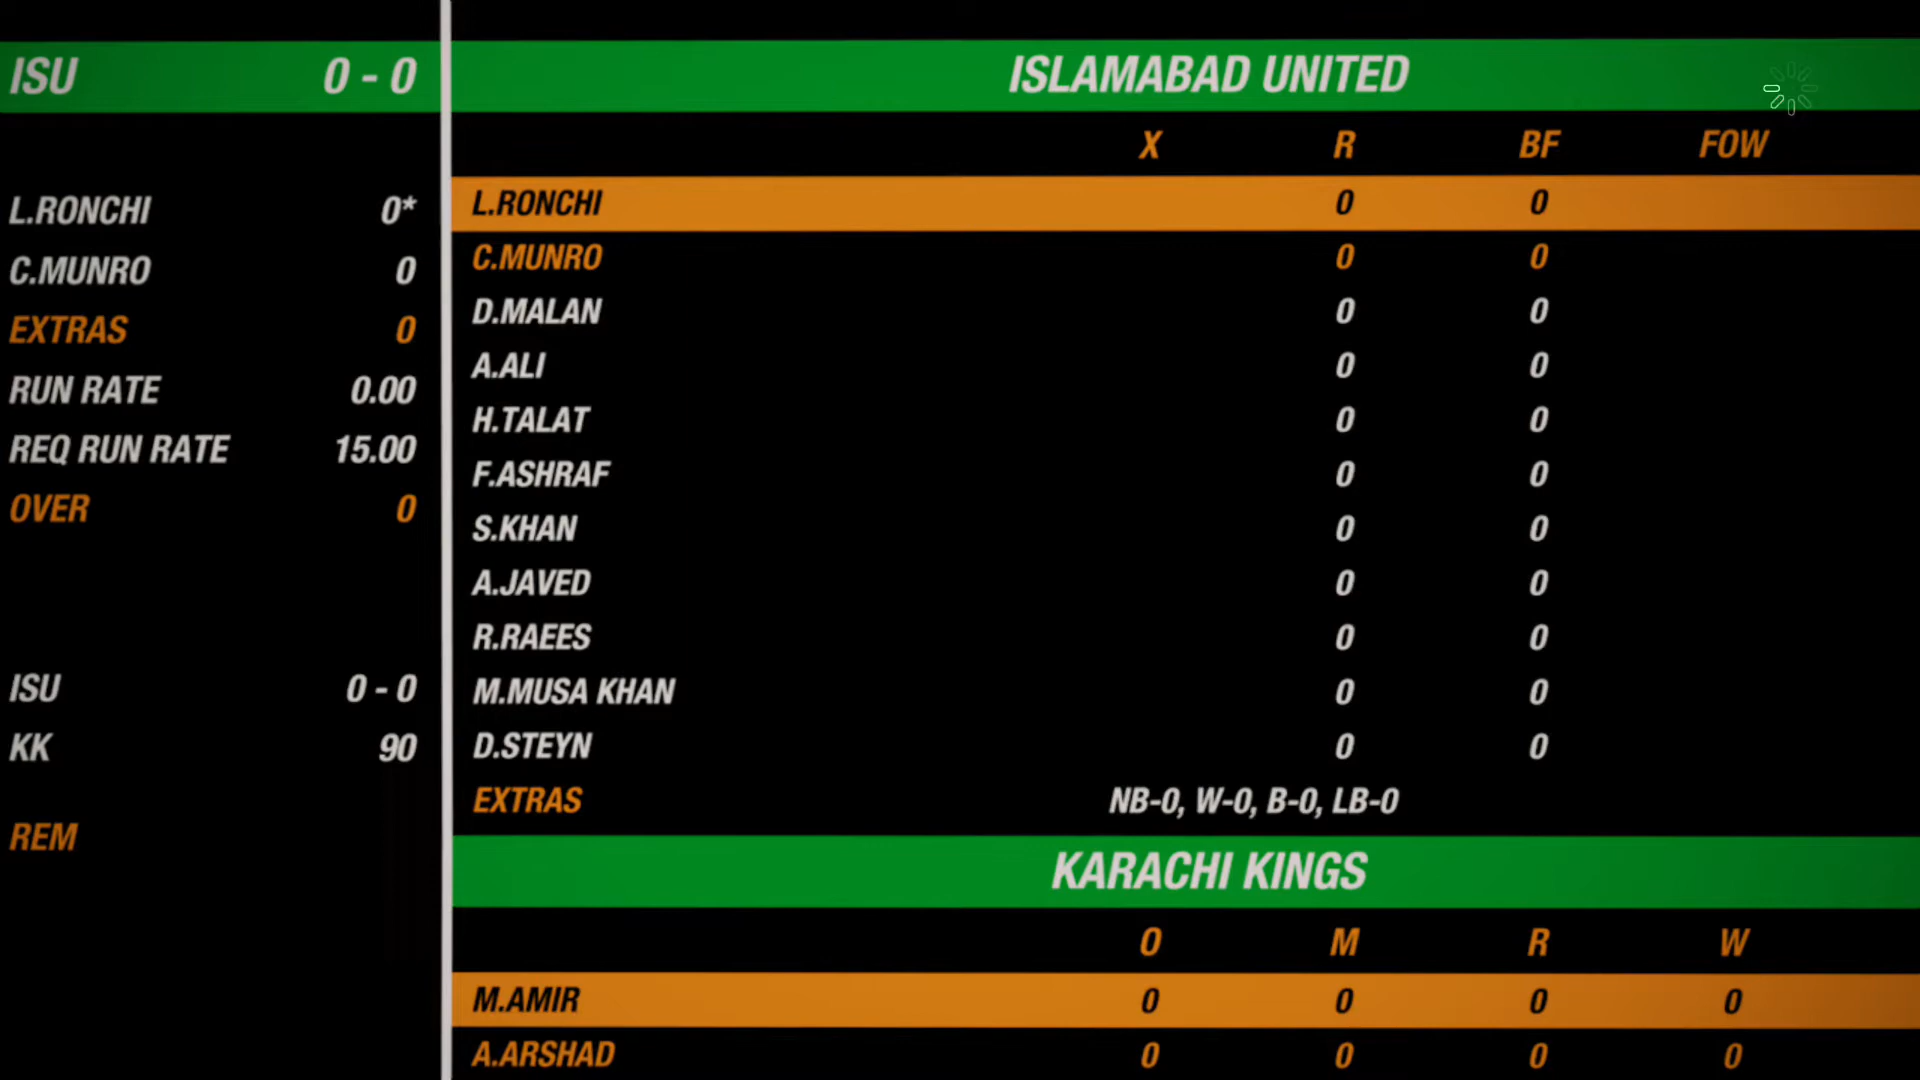 ISU 0 - 0
L.RONCHI 0*
C.MUNRO 0
EXTRAS 0
RUN RATE 0.00
REQ RUN RATE 15.00
OVER 0
ISU 0 - 0
KK 90
REM
ISLAMABAD UNITED
X R BF FOW
L.RONCHI 0 0
C.MUNRO 0 0
D.MALAN 0 0
A.ALI 0 0
H.TALAT 0 0
F.ASHRAF 0 0
S.KHAN 0 0
A.JAVED 0 0
R.RAEES 0 0
M.MUSA KHAN 0 0
D.STEYN 0 0
EXTRAS NB-0, W-0, B-0, LB-0
KARACHI KINGS
O M R W
M.AMIR 0 0 0 0
A.ARSHAD 0 0 0 0